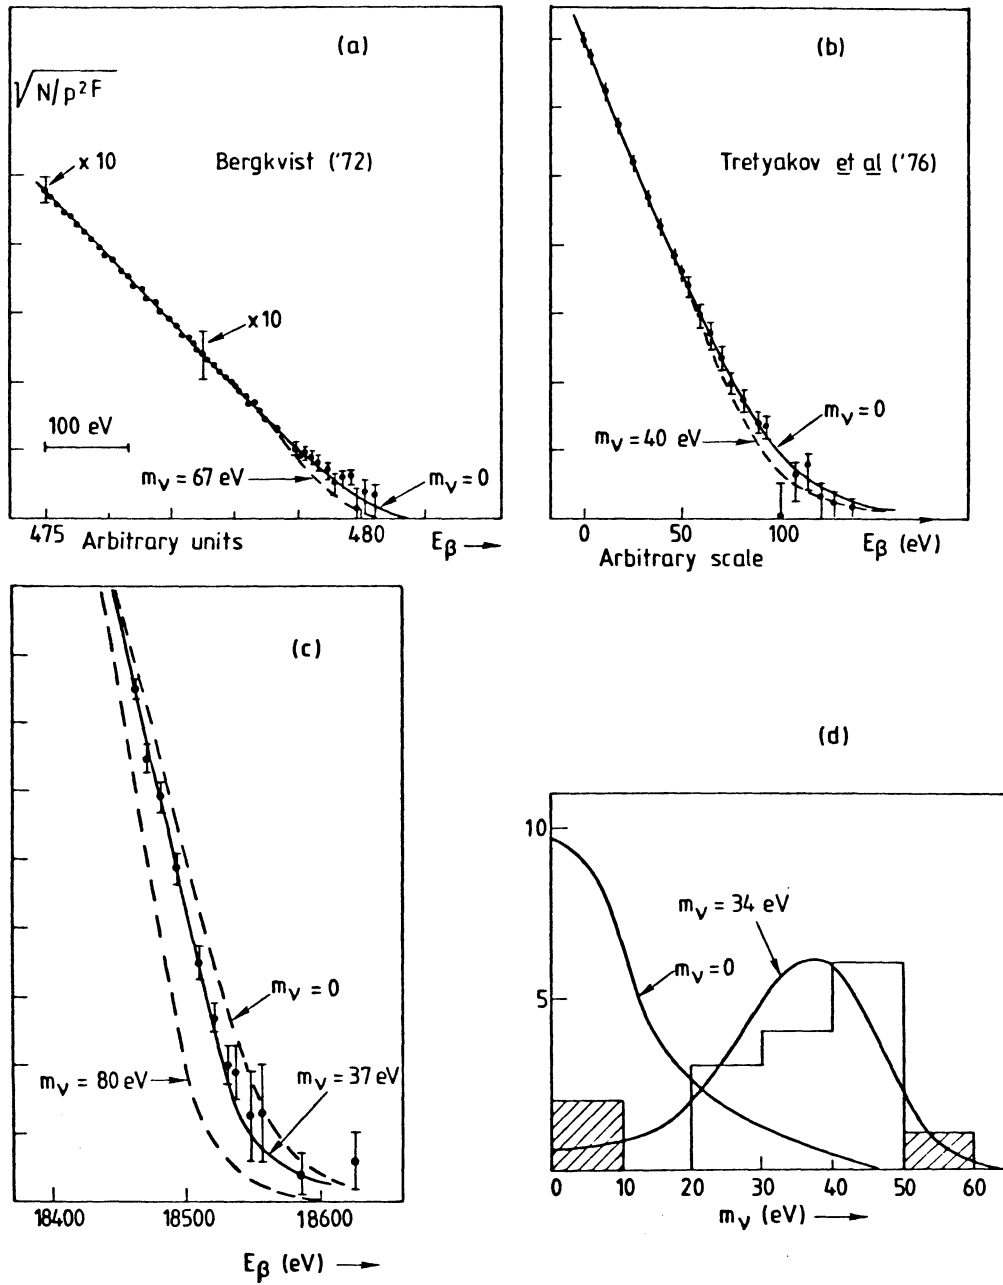 (a)
√N/p²F
x 10
Bergkvist ('72)
x 10
100 eV
mν = 67 eV
mν = 0
475
480
Arbitrary units
Eβ →
(b)
Tretyakov et al ('76)
mν = 0
mν = 40 eV
0
50
100
Eβ (eV)
Arbitrary scale
(c)
mν = 0
mν = 80 eV
mν = 37 eV
18400
18500
18600
Eβ (eV) →
(d)
10
mν = 34 eV
mν = 0
5
0
10
20
30
40
50
60
mν (eV) →